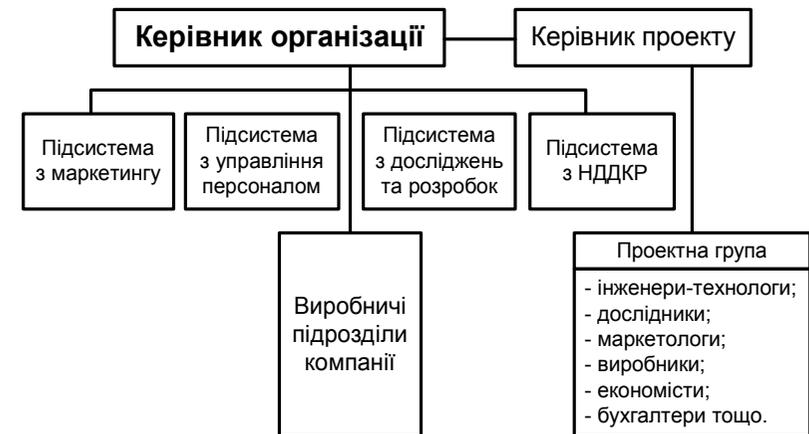 Керівник організації
Керівник проекту
Підсистема
з маркетингу
Підсистема
з управління
персоналом
Підсистема
з досліджень
та розробок
Підсистема
з НДДКР
Виробничі
підрозділи
компанії
Проектна група
- інженери-технологи;
- дослідники;
- маркетологи;
- виробники;
- економісти;
- бухгалтери тощо.